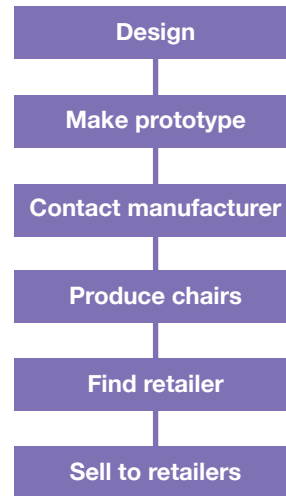 Design
Make prototype
Contact manufacturer
Produce chairs
Find retailer
Sell to retailers